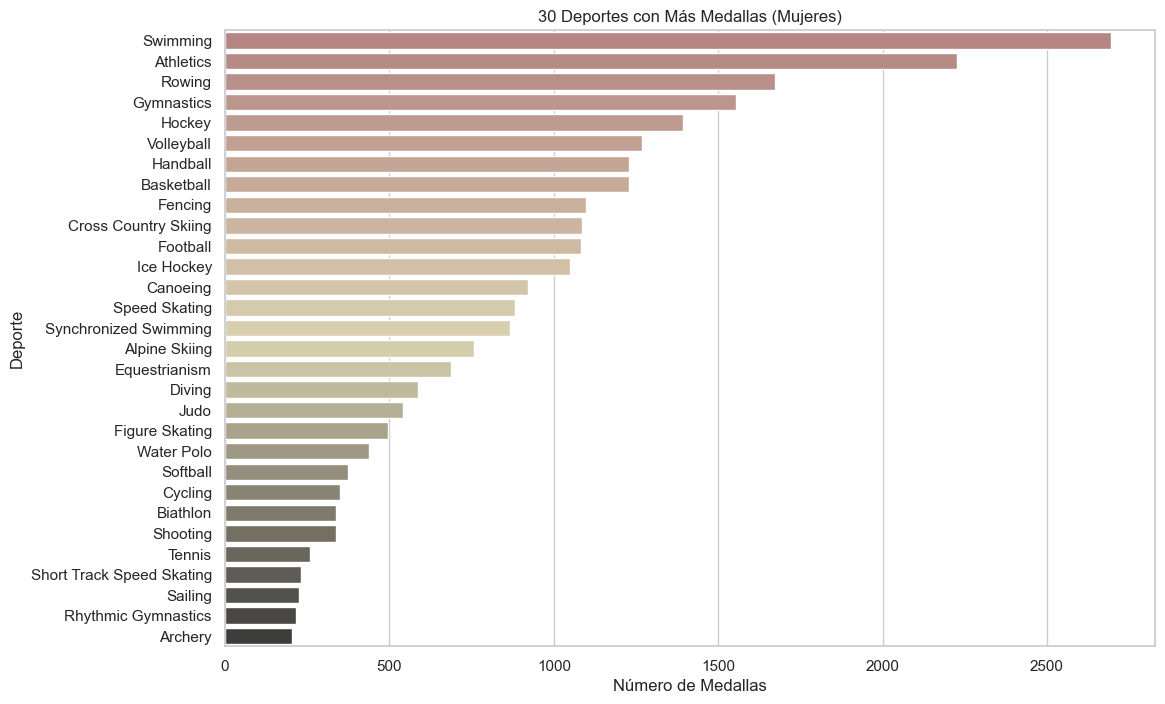 30 Deportes con Más Medallas (Mujeres)
Swimming
Athletics
Rowing
Gymnastics
Hockey
Volleyball
Handball
Basketball
Fencing
Cross Country Skiing
Football
Ice Hockey
Canoeing
Speed Skating
Synchronized Swimming
Alpine Skiing
Equestrianism
Diving
Judo
Figure Skating
Water Polo
Softball
Cycling
Biathlon
Shooting
Tennis
Short Track Speed Skating
Sailing
Rhythmic Gymnastics
Archery
Deporte
0 500 1000 1500 2000 2500
Número de Medallas